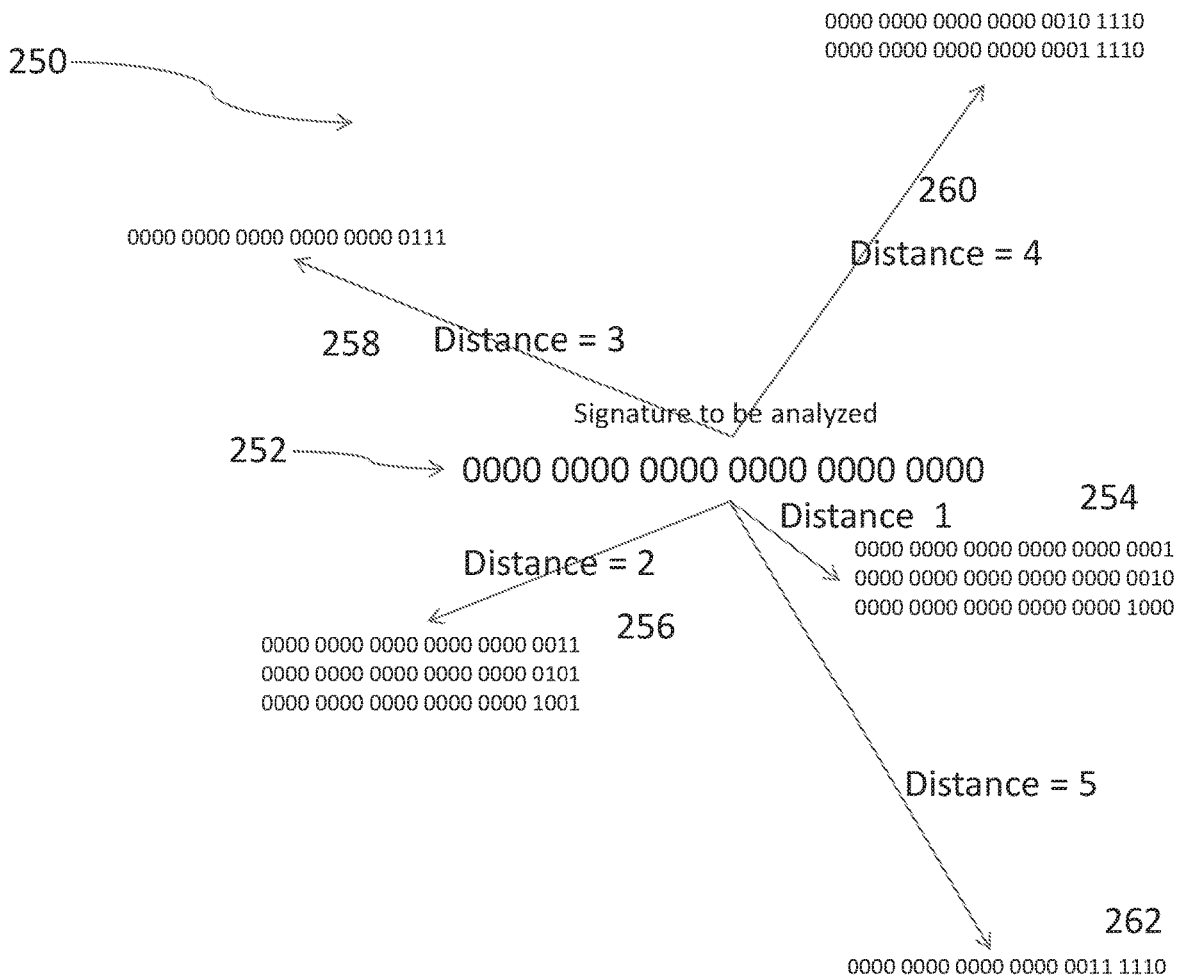 0000 0000 0000 0000 0010 1110
0000 0000 0000 0000 0001 1110
250
260
0000 0000 0000 0000 0000 0111
Distance = 4
258
Distance = 3
Signature to be analyzed
252
0000 0000 0000 0000 0000 0000
254
Distance 1
0000 0000 0000 0000 0000 0001
0000 0000 0000 0000 0000 0010
0000 0000 0000 0000 0000 1000
Distance = 2
256
0000 0000 0000 0000 0000 0011
0000 0000 0000 0000 0000 0101
0000 0000 0000 0000 0000 1001
Distance = 5
262
0000 0000 0000 0000 0011 1110